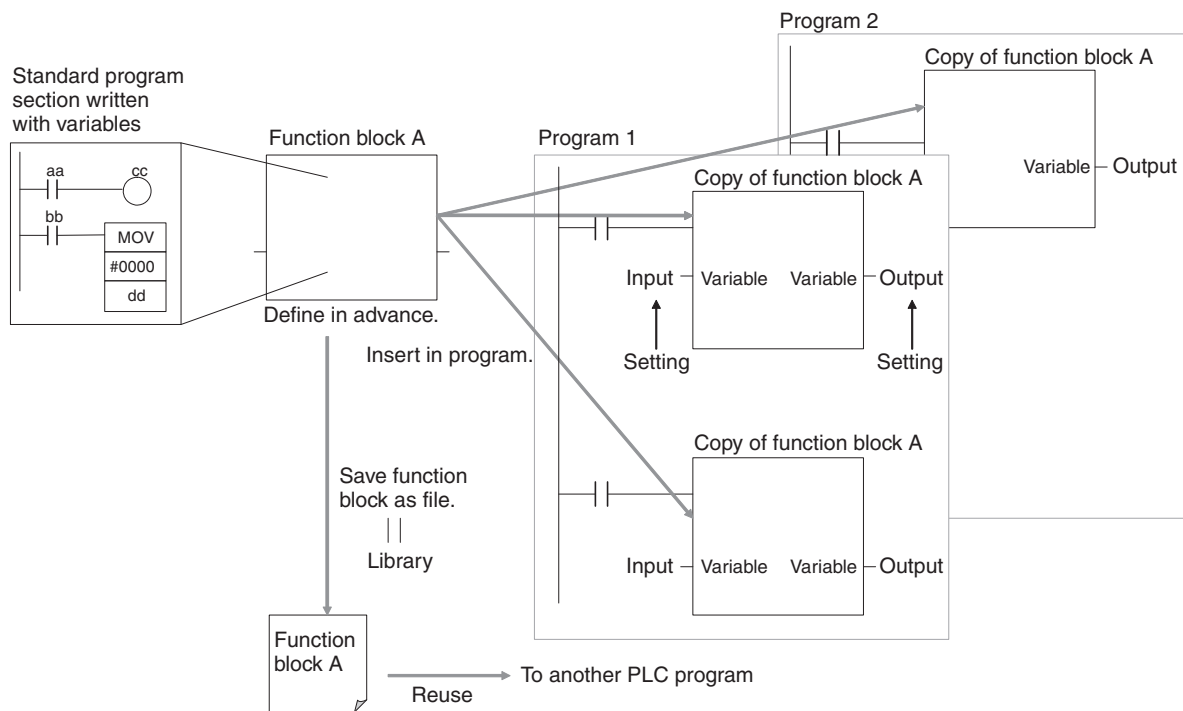 Program 2
Copy of function block A
Variable
Output
Standard program
section written
with variables
aa
cc
bb
MOV
#0000
dd
Function block A
Define in advance.
Insert in program.
Program 1
Copy of function block A
Input
Variable
Variable
Output
Setting
Setting
Copy of function block A
Input
Variable
Variable
Output
Save function
block as file.
Library
Function
block A
Reuse
To another PLC program